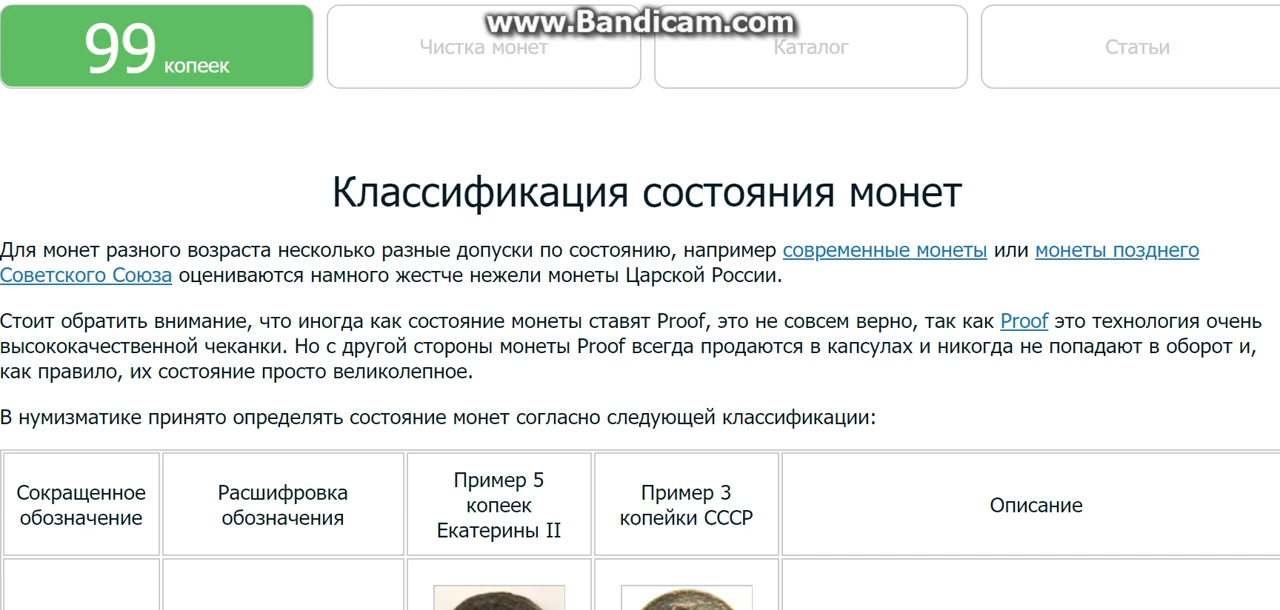 www.Bandicam.com
99 копеек
Чистка монет
Каталог
Статьи
Классификация состояния монет
Для монет разного возраста несколько разные допуски по состоянию, например современные монеты или монеты позднего
Советского Союза оцениваются намного жестче нежели монеты Царской России.
Стоит обратить внимание, что иногда как состояние монеты ставят Proof, это не совсем верно, так как Proof это технология очень
высококачественной чеканки. Но с другой стороны монеты Proof всегда продаются в капсулах и никогда не попадают в оборот и,
как правило, их состояние просто великолепное.
В нумизматике принято определять состояние монет согласно следующей классификации:
Сокращенное
обозначение
Расшифровка
обозначения
Пример 5
копеек
Екатерины II
Пример 3
копейки СССР
Описание